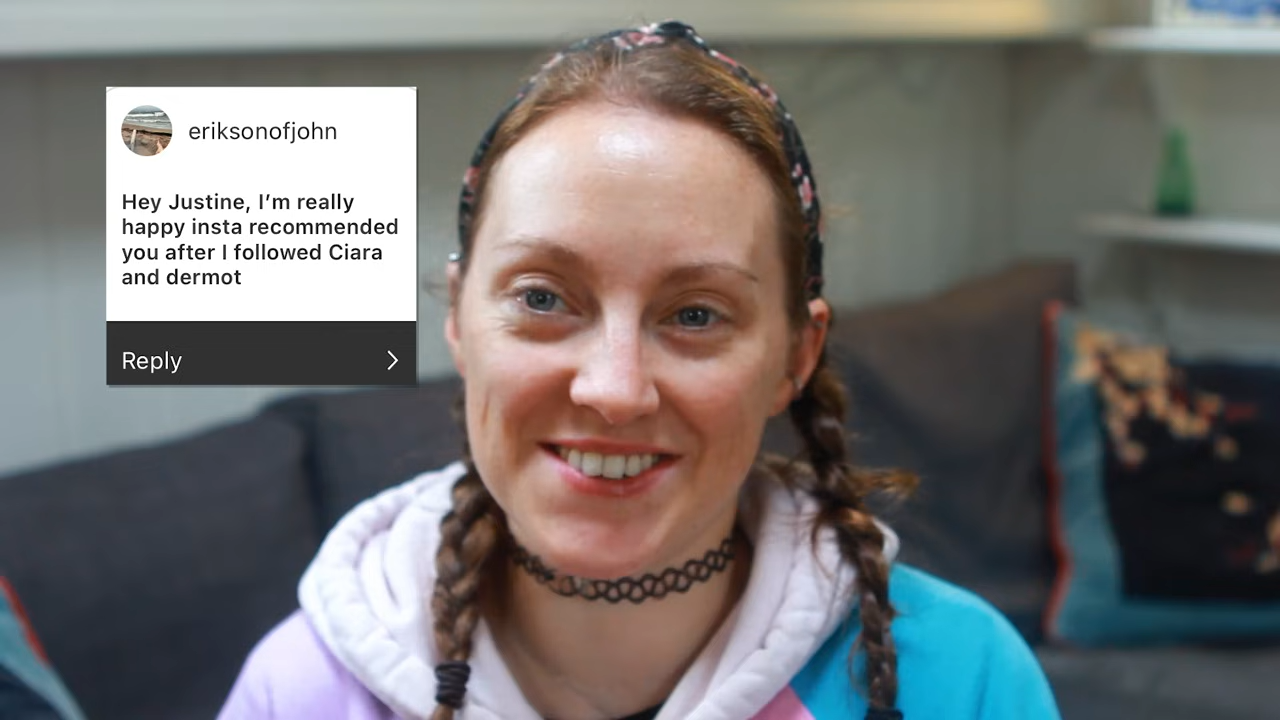 eriksonofjohn
Hey Justine, I'm really
happy insta recommended
you after I followed Ciara
and dermot
Reply